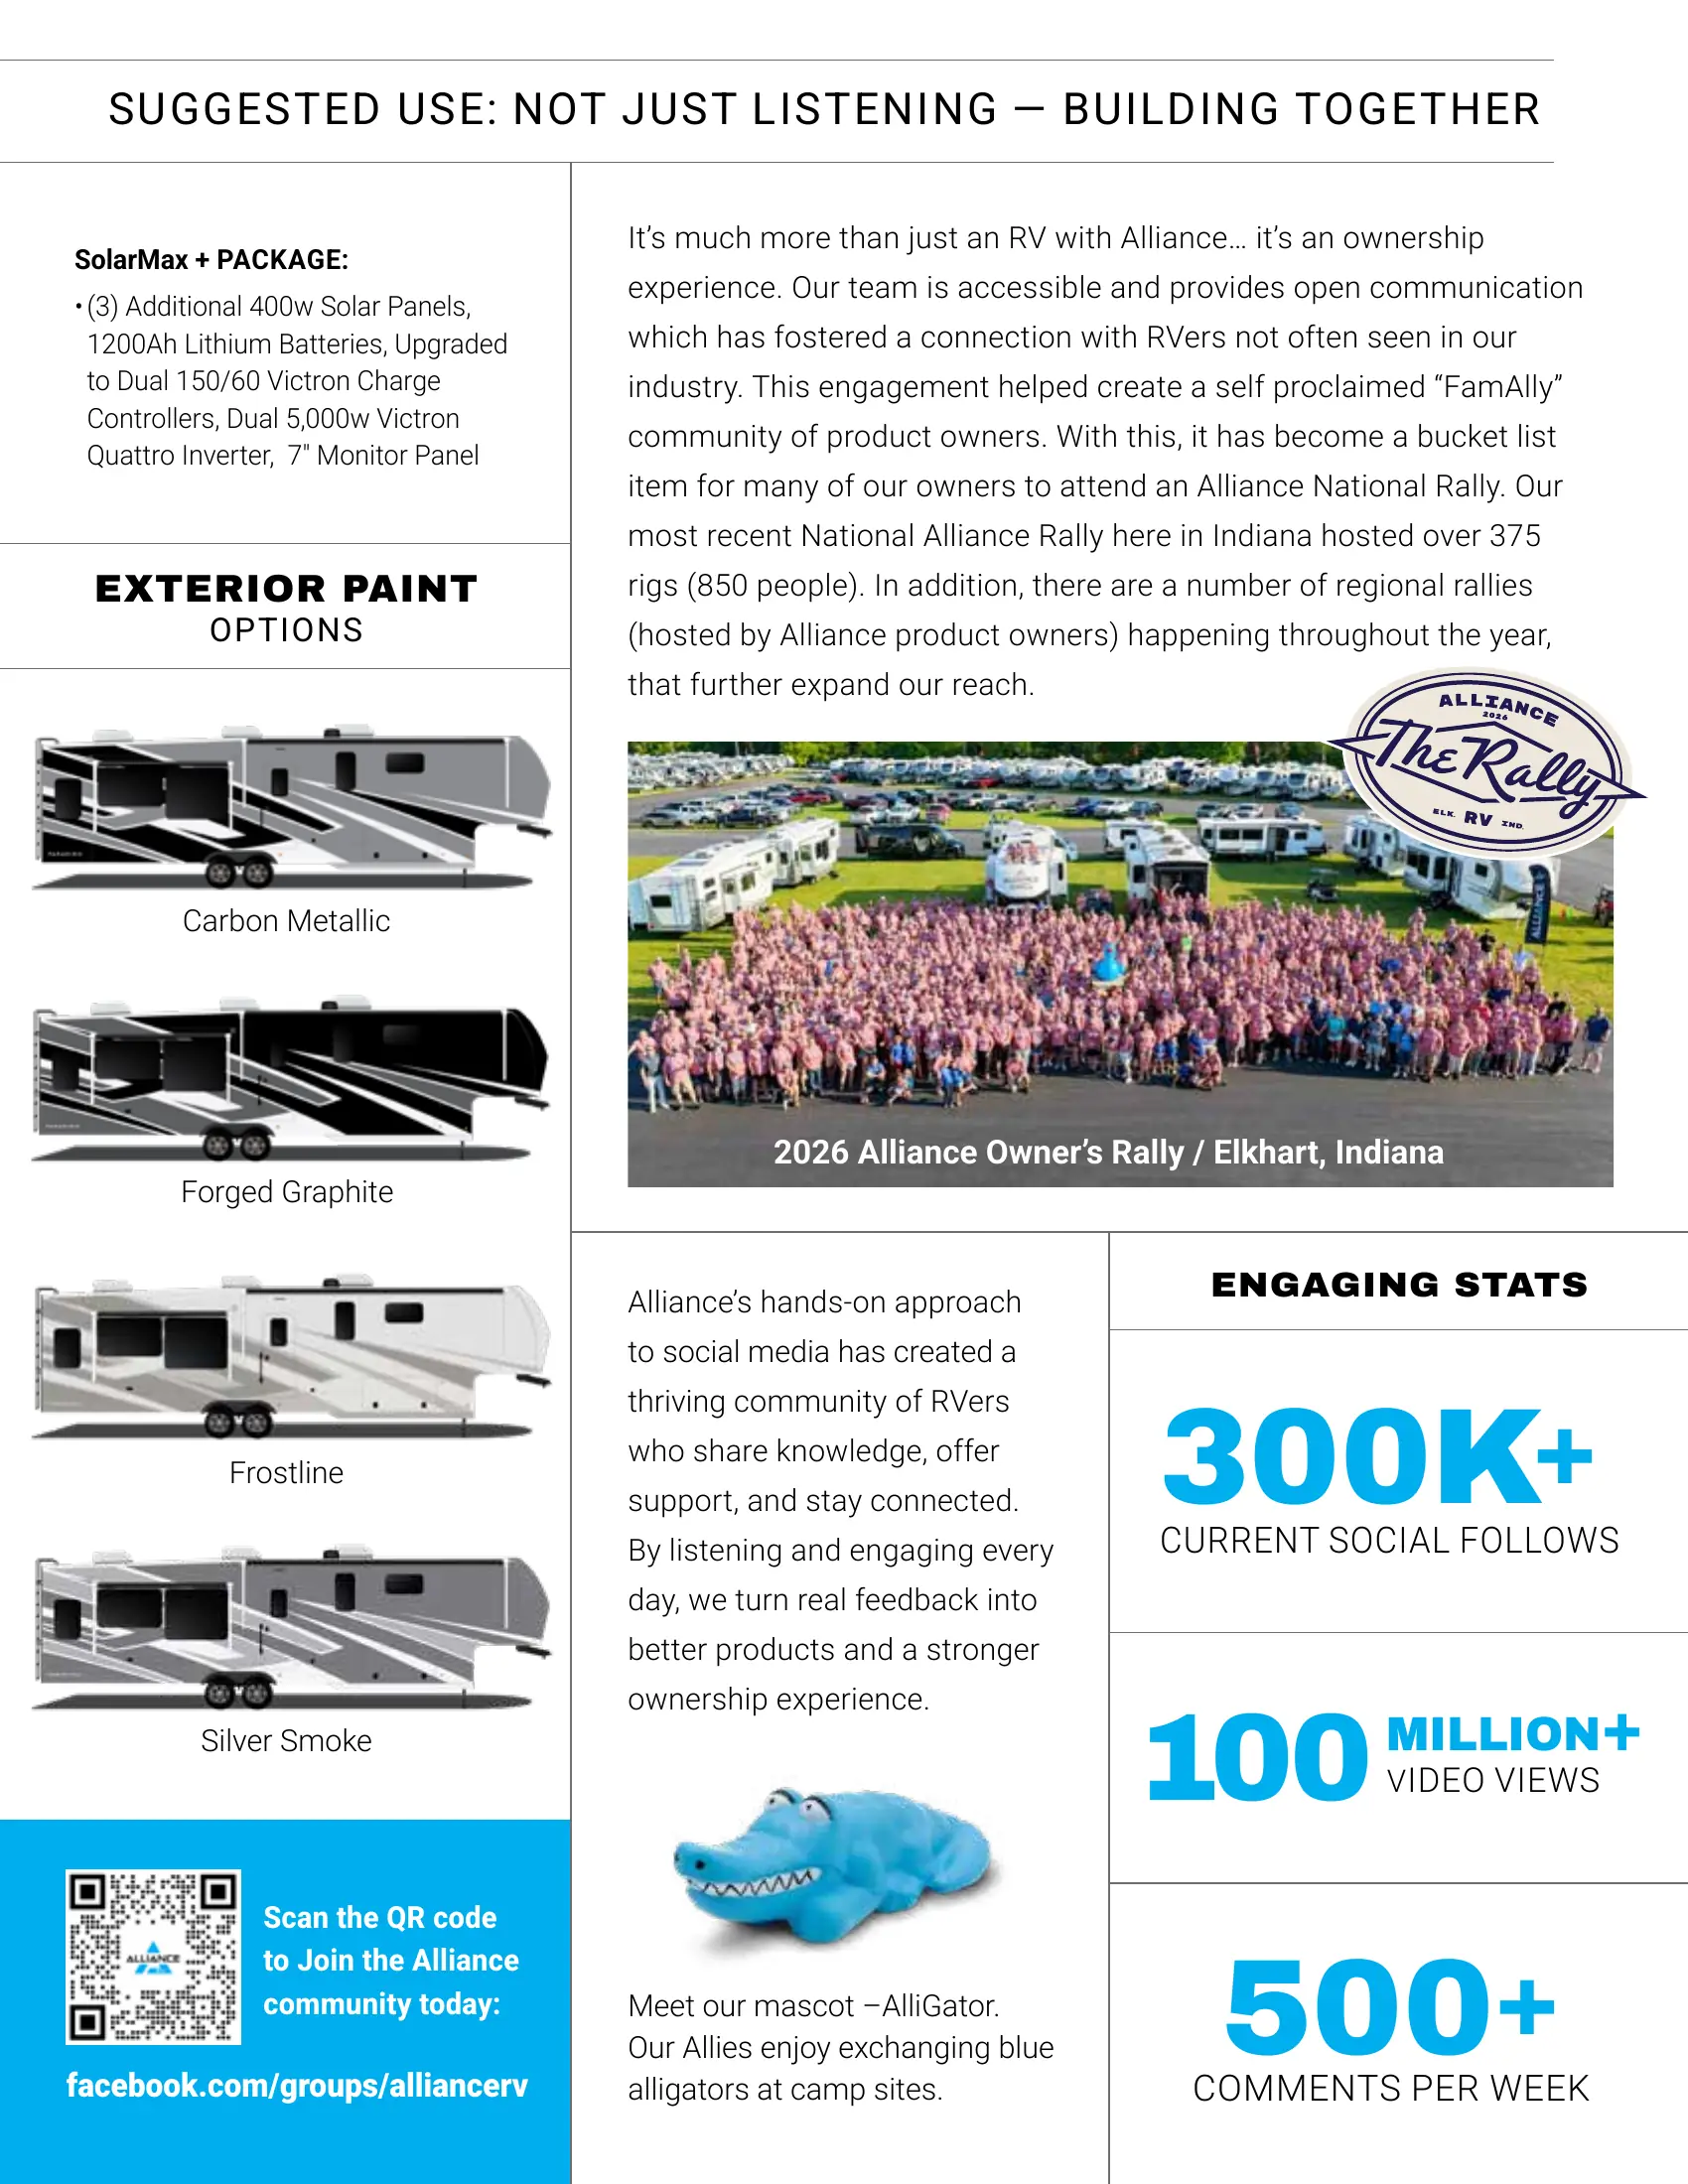 SUGGESTED USE: NOT JUST LISTENING — BUILDING TOGETHER
SolarMax + PACKAGE:
• (3) Additional 400w Solar Panels,
1200Ah Lithium Batteries, Upgraded
to Dual 150/60 Victron Charge
Controllers, Dual 5,000w Victron
Quattro Inverter, 7" Monitor Panel
EXTERIOR PAINT
OPTIONS
Carbon Metallic
Forged Graphite
Frostline
Silver Smoke
ALLIANCE
Scan the QR code
to Join the Alliance
community today:
facebook.com/groups/alliancerv
It’s much more than just an RV with Alliance… it’s an ownership
experience. Our team is accessible and provides open communication
which has fostered a connection with RVers not often seen in our
industry. This engagement helped create a self proclaimed “FamAlly”
community of product owners. With this, it has become a bucket list
item for many of our owners to attend an Alliance National Rally. Our
most recent National Alliance Rally here in Indiana hosted over 375
rigs (850 people). In addition, there are a number of regional rallies
(hosted by Alliance product owners) happening throughout the year,
that further expand our reach.
ALLIANCE
2026
The Rally
ELK. RV IND.
ALLIANCE
2026 Alliance Owner’s Rally / Elkhart, Indiana
Alliance’s hands-on approach
to social media has created a
thriving community of RVers
who share knowledge, offer
support, and stay connected.
By listening and engaging every
day, we turn real feedback into
better products and a stronger
ownership experience.
Meet our mascot –AlliGator.
Our Allies enjoy exchanging blue
alligators at camp sites.
ENGAGING STATS
300K+
CURRENT SOCIAL FOLLOWS
100 MILLION+
VIDEO VIEWS
500+
COMMENTS PER WEEK